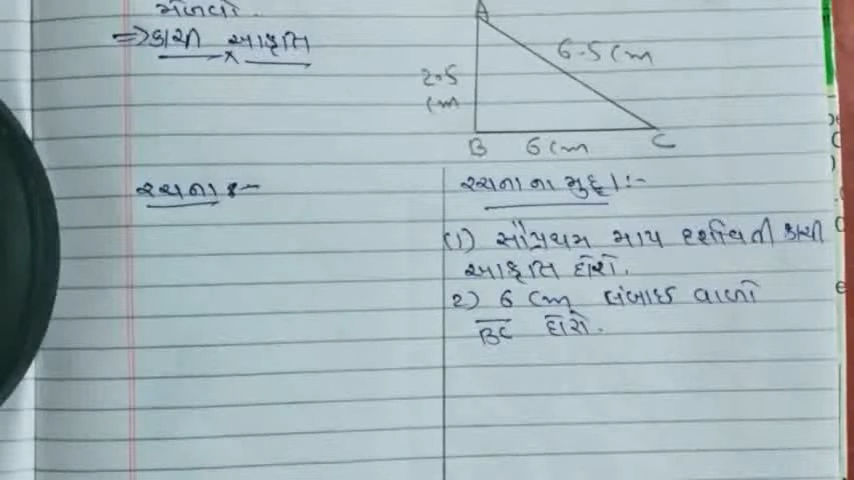 મેળવો.
⇒ કાચી આકૃતિ
A
6.5 cm
2.5
cm
B 6 cm C
રચના :-
રચનાના મુદ્દા :-
(1) સૌપ્રથમ માપ દર્શાવતી કાચી
આકૃતિ દોરો.
2) 6 cm લંબાઈ વાળો
BC દોરો.